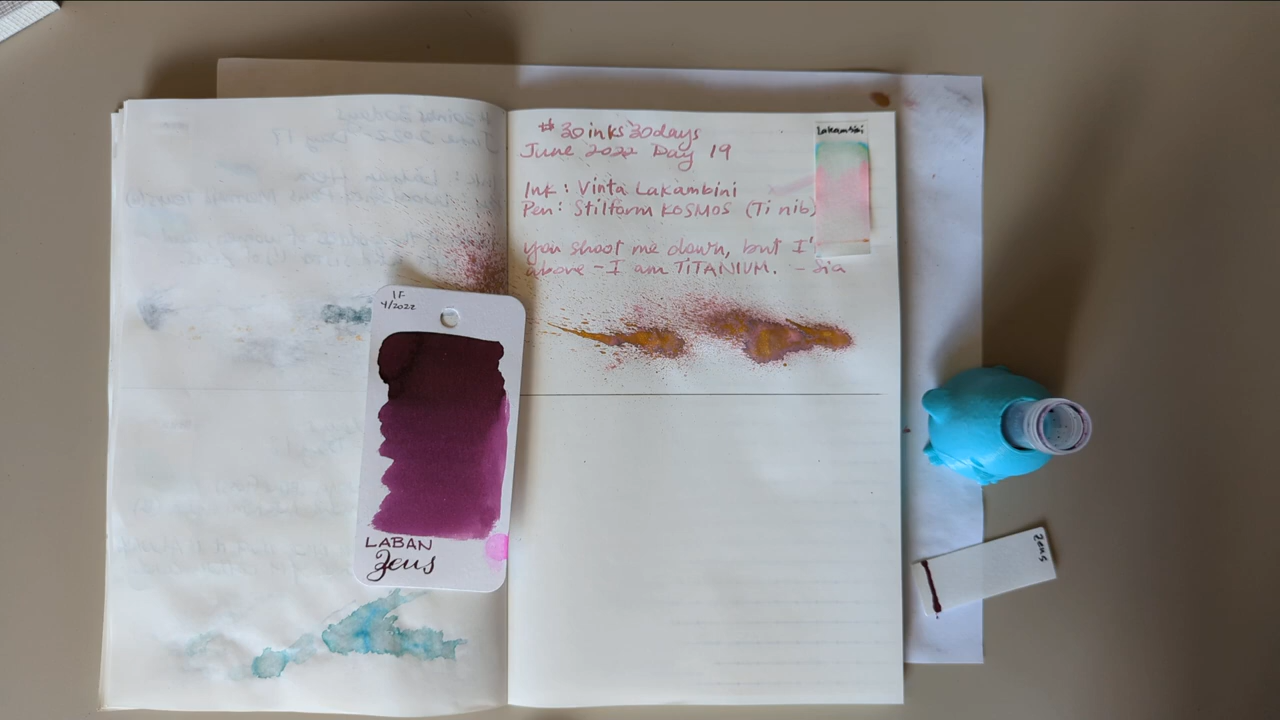 #30inks30days
June 2022 Day 19
Ink: Vinta Lakambini
Pen: Stilform KOSMOS (Ti nib)
you shoot me down, but I'
above - I am TITANIUM. - Sia
Lakambini
4/2022
LABAN
Zeus
Zeus